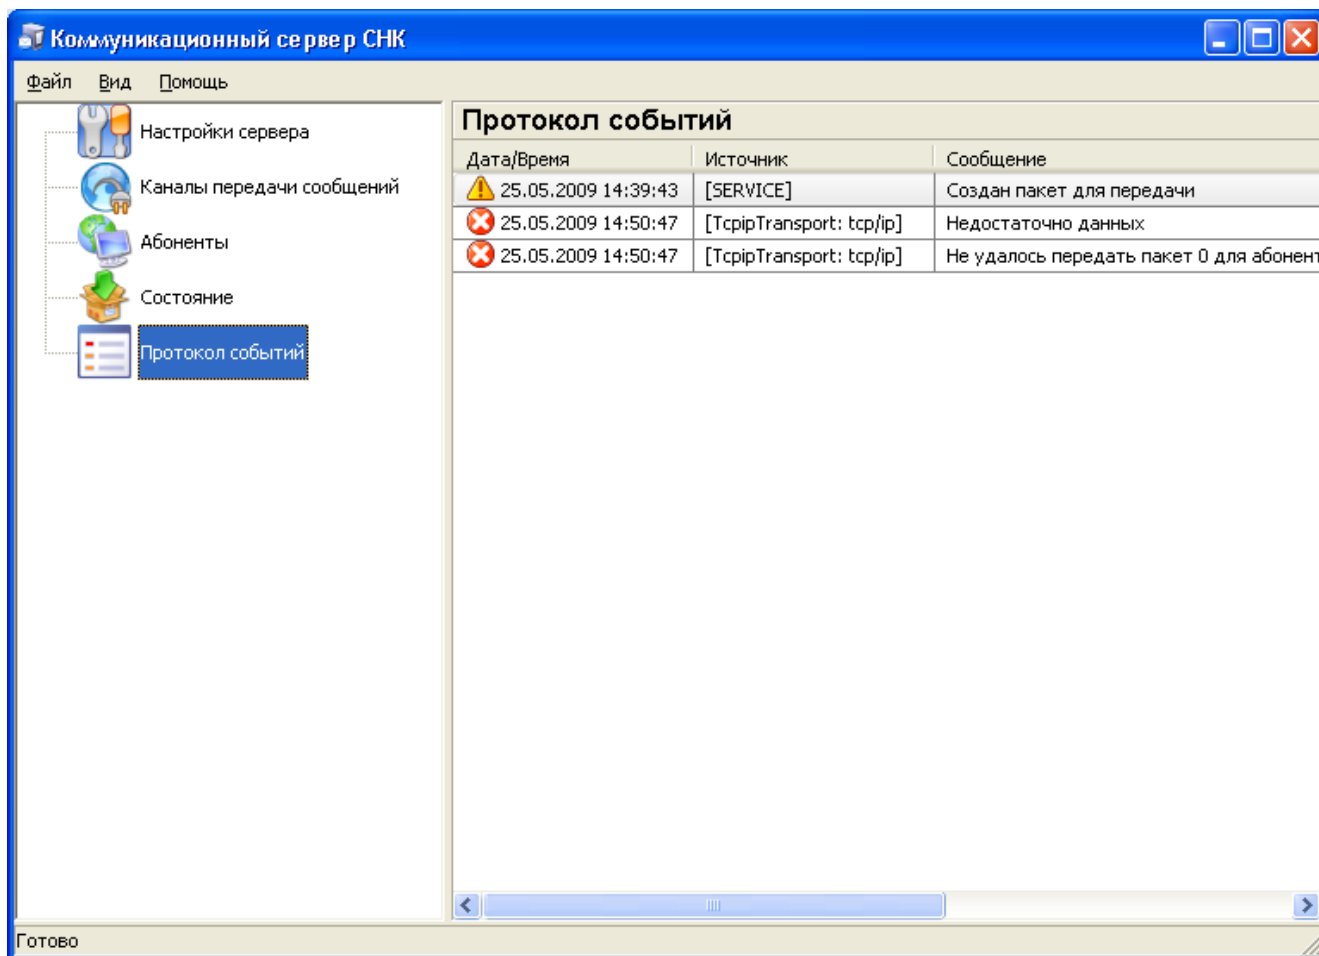 Коммуникационный сервер СНК
Файл Вид Помощь
Настройки сервера
Каналы передачи сообщений
Абоненты
Состояние
Протокол событий
Протокол событий
Дата/Время Источник Сообщение
25.05.2009 14:39:43 [SERVICE] Создан пакет для передачи
25.05.2009 14:50:47 [TcpipTransport: tcp/ip] Недостаточно данных
25.05.2009 14:50:47 [TcpipTransport: tcp/ip] Не удалось передать пакет 0 для абонент
Готово